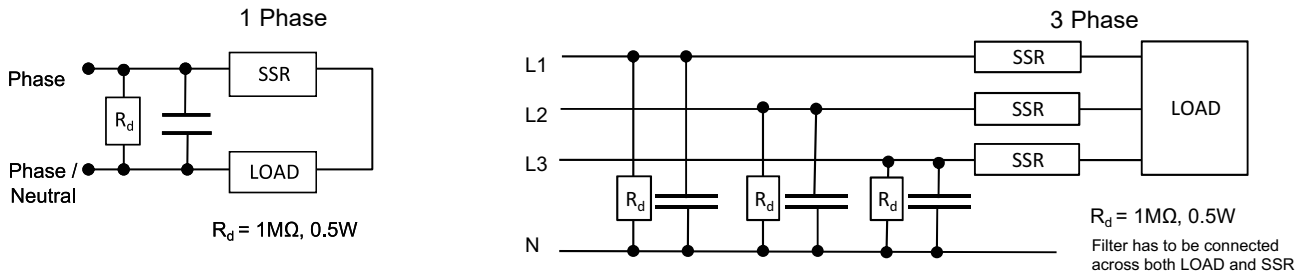 1 Phase
Phase
SSR
R_d
Phase /
Neutral
LOAD
R_d = 1MΩ, 0.5W
3 Phase
L1
SSR
L2
SSR
LOAD
L3
SSR
R_d
R_d
R_d
N
R_d = 1MΩ, 0.5W
Filter has to be connected
across both LOAD and SSR